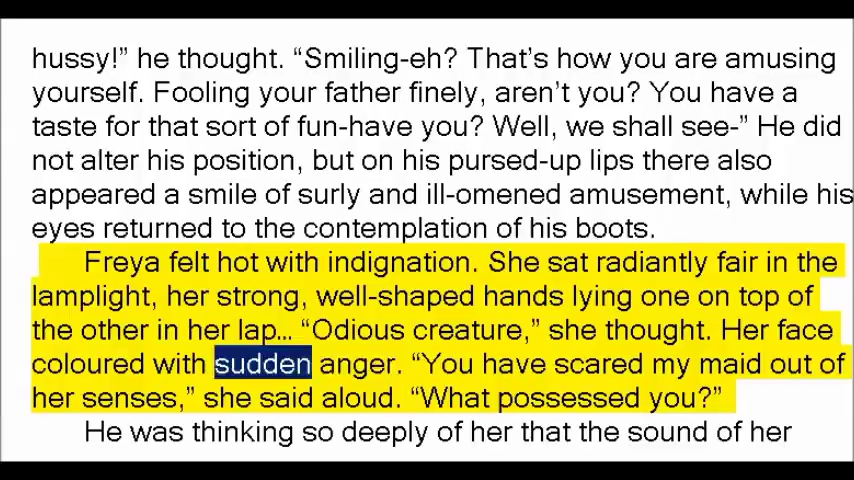 hussy!” he thought. “Smiling-eh? That’s how you are amusing
yourself. Fooling your father finely, aren’t you? You have a
taste for that sort of fun-have you? Well, we shall see-” He did
not alter his position, but on his pursed-up lips there also
appeared a smile of surly and ill-omened amusement, while his
eyes returned to the contemplation of his boots.
Freya felt hot with indignation. She sat radiantly fair in the
lamplight, her strong, well-shaped hands lying one on top of
the other in her lap… “Odious creature,” she thought. Her face
coloured with sudden anger. “You have scared my maid out of
her senses,” she said aloud. “What possessed you?”
He was thinking so deeply of her that the sound of her